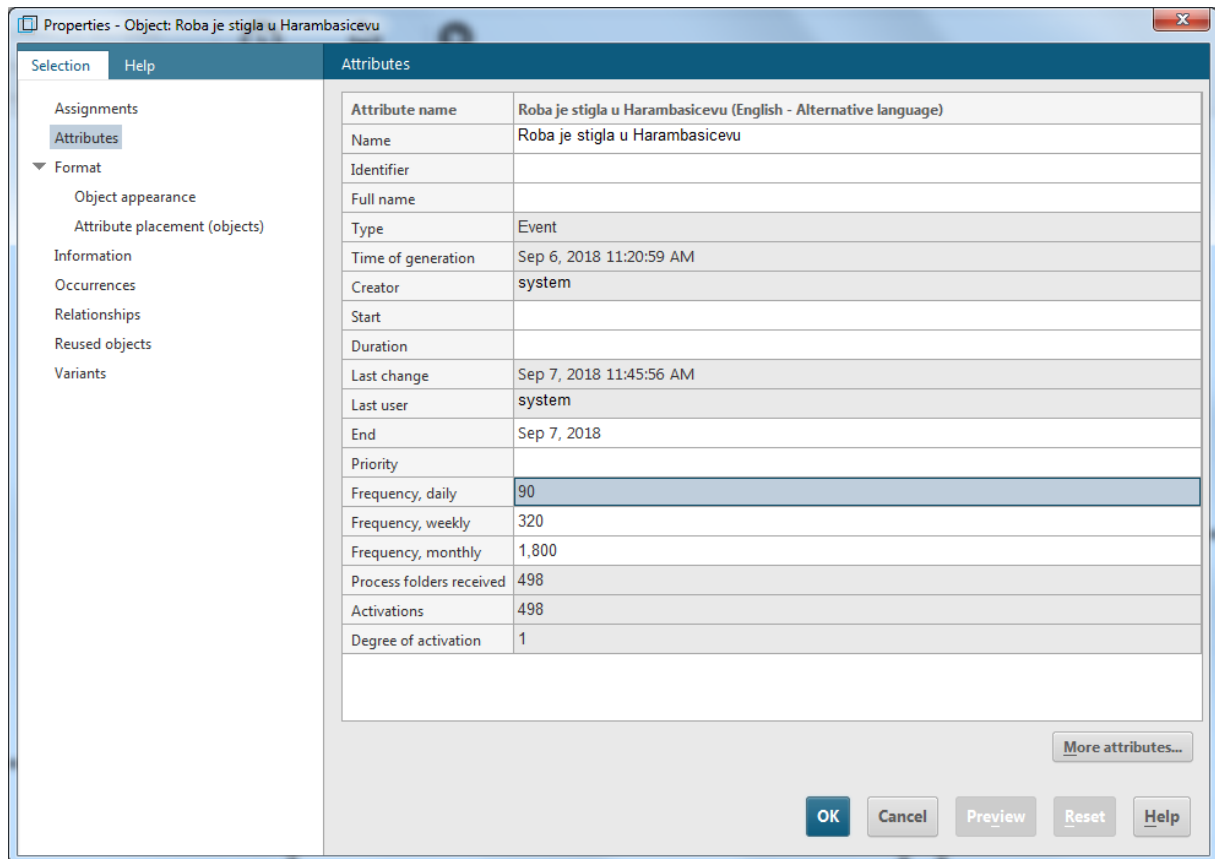 Properties - Object: Roba je stigla u Harambasicevu
Selection Help
Attributes
Assignments
Attributes
Format
Object appearance
Attribute placement (objects)
Information
Occurrences
Relationships
Reused objects
Variants
Attribute name Roba je stigla u Harambasicevu (English - Alternative language)
Name Roba je stigla u Harambasicevu
Identifier
Full name
Type Event
Time of generation Sep 6, 2018 11:20:59 AM
Creator system
Start
Duration
Last change Sep 7, 2018 11:45:56 AM
Last user system
End Sep 7, 2018
Priority
Frequency, daily 90
Frequency, weekly 320
Frequency, monthly 1,800
Process folders received 498
Activations 498
Degree of activation 1
More attributes...
OK Cancel Preview Reset Help